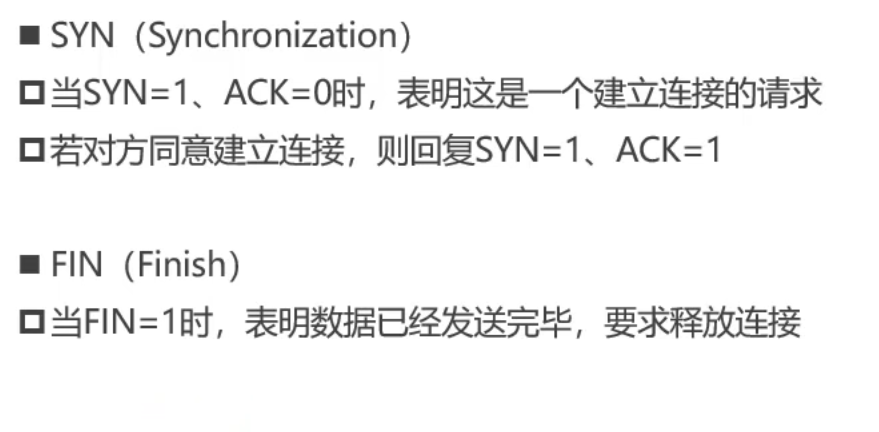 ■ SYN（Synchronization）
□ 当SYN=1、ACK=0时，表明这是一个建立连接的请求
□ 若对方同意建立连接，则回复SYN=1、ACK=1
■ FIN（Finish）
□ 当FIN=1时，表明数据已经发送完毕，要求释放连接